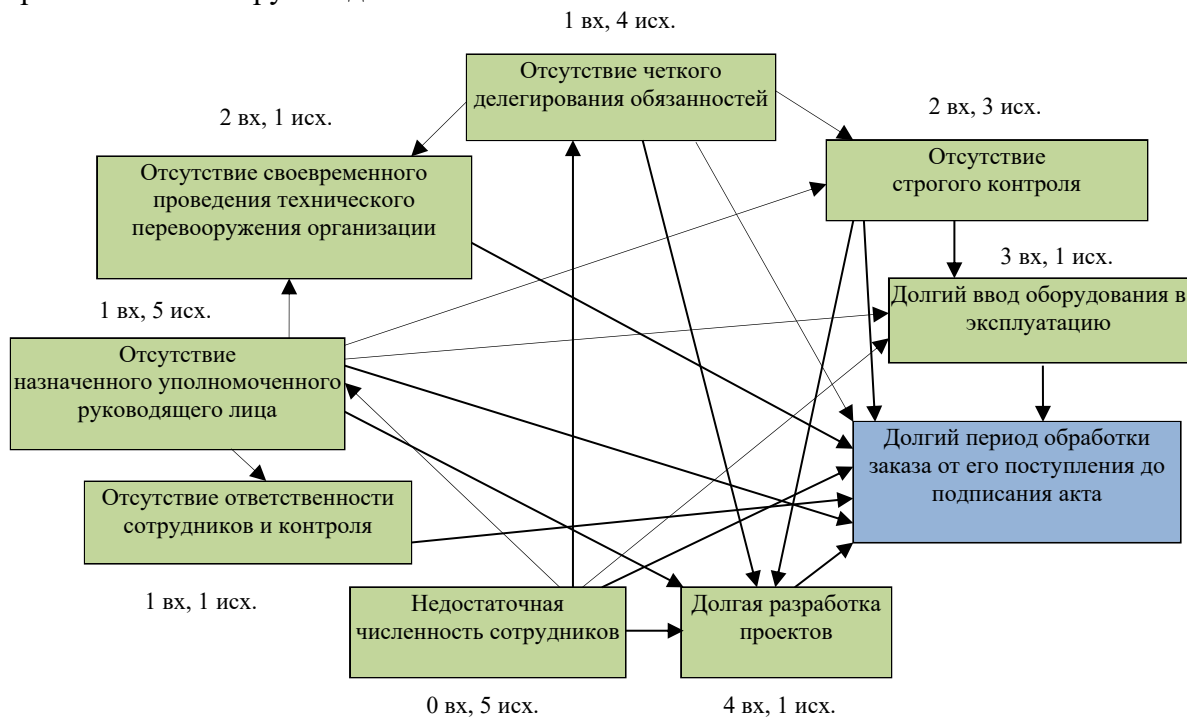 1 вх, 4 исх.
Отсутствие четкого
делегирования обязанностей
2 вх, 1 исх.
2 вх, 3 исх.
Отсутствие своевременного
проведения технического
перевооружения организации
Отсутствие
строгого контроля
3 вх, 1 исх.
Долгий ввод оборудования в
эксплуатацию
1 вх, 5 исх.
Отсутствие
назначенного уполномоченного
руководящего лица
Долгий период обработки
заказа от его поступления до
подписания акта
Отсутствие ответственности
сотрудников и контроля
1 вх, 1 исх.
Недостаточная
численность сотрудников
Долгая разработка
проектов
0 вх, 5 исх.
4 вх, 1 исх.